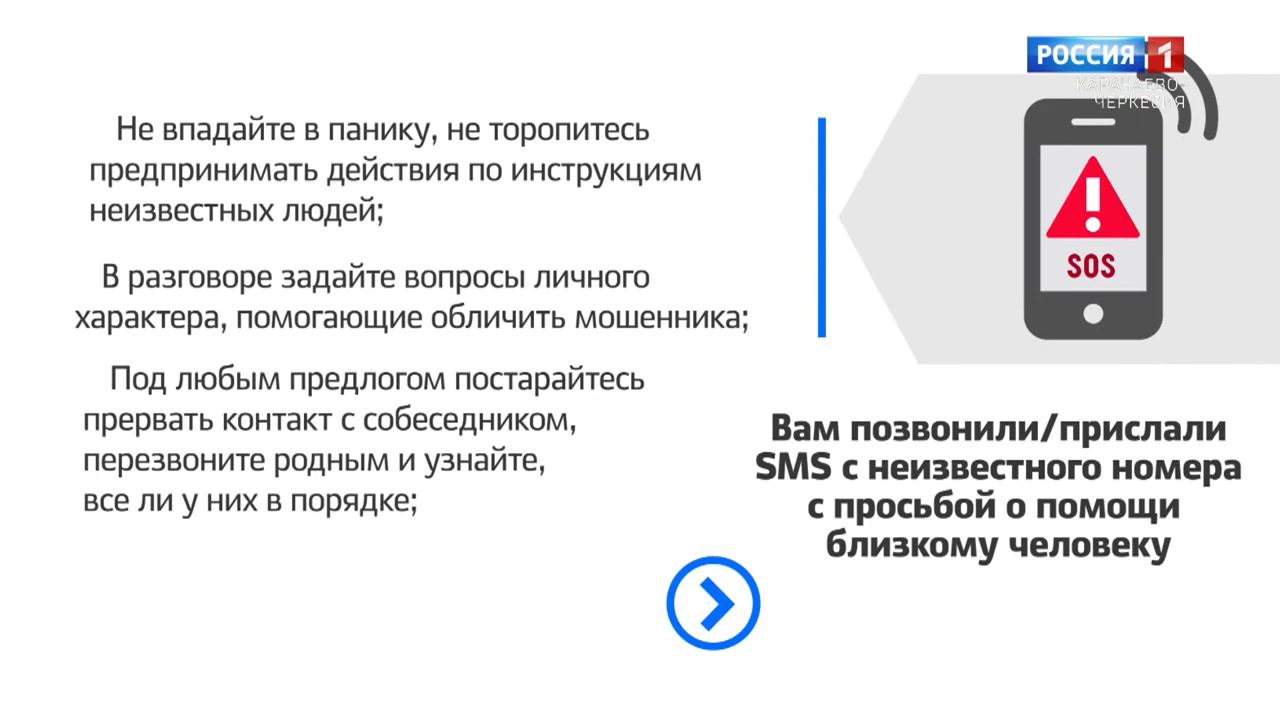 РОССИЯ 1
КАРАЧАЕВО-
ЧЕРКЕСИЯ
Не впадайте в панику, не торопитесь
предпринимать действия по инструкциям
неизвестных людей;
В разговоре задайте вопросы личного
характера, помогающие обличить мошенника;
Под любым предлогом постарайтесь
прервать контакт с собеседником,
перезвоните родным и узнайте,
все ли у них в порядке;
SOS
Вам позвонили/прислали
SMS с неизвестного номера
с просьбой о помощи
близкому человеку